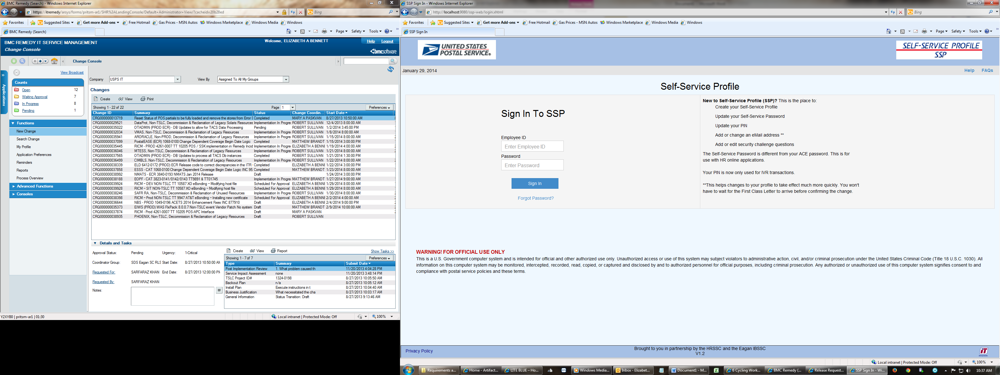 BMC Remedy (Search) - Windows Internet Explorer
https://itremedy/arsys/forms/pritsm-ar1/SHR%3ALandingConsole/Default+Administrator+View/?cacheid=20b28ed
Bing
Favorites Suggested Sites Get more Add-ons Free Hotmail Gas Prices - MSN Autos Windows Marketplace Windows Media Windows
BMC Remedy (Search)
Page Safety Tools
BMC REMEDY IT SERVICE MANAGEMENT
Welcome, ELIZABETH A BENNETT
Help Logout
Change Console
bmcsoftware
Change Console
Applications
View Broadcast
Counts
Open 12
Waiting Approval 7
In Progress 8
Pending 1
Functions
New Change
Search Change
My Profile
Application Preferences
Reminders
Reports
Process Overview
Advanced Functions
Consoles
Company USPS IT View By Assigned To All My Groups
Changes
Create View Print
Showing 1 - 22 of 22 Page 1 Preferences
Change ID Summary Status Change Coordin... Start Date
CRQ000000013719 Reset Status of POS partials to be fully loaded and remove the stores from Error Completed MARY A PASKVAN 8/27/2013 10:50:00 AM
CRQ000000029521 DataProt, Non-TSLC, Decommission & Reclamation of Legacy Solaris Resources Implementation In Progre ROBERT SULLIVAN 12/4/2013 8:00:00 AM
CRQ000000035022 OTADMIN (PROD ECR) - DB Updates to allow for TACS Data Processing Pending ROBERT SULLIVAN 1/2/2014 3:45:00 PM
CRQ000000032034 VMAS, Non-TSLC, Decommission & Reclamation of Legacy Resources Implementation In Progre ROBERT SULLIVAN 1/8/2014 8:00:00 AM
CRQ000000035941 ARORACLE, Non-PROD, Decommission & Reclamation of Legacy Resources Implementation In Progre ROBERT SULLIVAN 1/15/2014 8:00:00 AM
CRQ000000037099 PostalEASE (ECR) 1068-0100 Change Dependent Coverage Begin Date Logic Completed MATTHEW BRANDT 1/15/2014 3:00:00 PM
CRQ000000035445 RICM - PROD 4261-0007 TT 10205 POS / SSK implementation in Remedy Incid Implementation In Progre ELIZABETH A BENNE 1/19/2014 4:00:00 AM
CRQ000000036046 MTESS, Non-TSLC, Decommission & Reclamation of Legacy Resources Implementation In Progre ROBERT SULLIVAN 1/21/2014 8:00:00 AM
CRQ000000037565 OTADMIN (PROD ECR) - DB Updates to process all TACS Db instances Completed ROBERT SULLIVAN 1/21/2014 1:30:00 PM
CRQ000000036499 CIMBLS, Non-TSLC, Decommission & Reclamation of Legacy Resources Implementation In Progre ROBERT SULLIVAN 1/22/2014 8:00:00 AM
CRQ000000038339 ELD 6412-0172 (PROD) ECR Release code to correct discrepancies in the ITR Completed ELIZABETH A BENNE 1/22/2014 3:00:00 PM
CRQ000000037858 ESSS - CAT 1068-0100 Change Dependent Coverage Begin Date Logic INC 95 Completed MATTHEW BRANDT 1/23/2014 8:00:00 AM
CRQ000000038992 NMATS - ECR 3840-0193 NMATS Jan 2014 Release Draft 1/24/2014 3:00:00 PM
CRQ000000038188 EOPF - CAT 3823-0141/0142/0143 TT9891 & TT01745 Implementation In Progre MATTHEW BRANDT 1/27/2014 9:00:00 AM
CRQ000000039924 RICM – DEV NON-TSLC TT 10587 XO eBonding – Modifying host file Scheduled For Approval ELIZABETH A BENNE 1/29/2014 8:00:00 AM
CRQ000000039928 RICM – SIT NON-TSLC TT 10587 XO eBonding – Modifying host file Scheduled For Approval ELIZABETH A BENNE 1/29/2014 8:00:00 AM
CRQ000000038246 SAFR RA, Non-TSLC, Decommission & Reclamation of Unused Resources Implementation In Progre ROBERT SULLIVAN 1/30/2014 8:00:00 AM
CRQ000000038398 RICM – Prod NON-TSLC TT 9947 AT&T eBonding – Installing new certificate Scheduled For Approval ELIZABETH A BENNE 2/2/2014 4:00:00 AM
CRQ000000036644 NBS - PROD 1049-0196 ACETS 2014 Enhancement Fixes INC 877910 Draft ELIZABETH A BENNE 2/4/2014 9:00:00 PM
CRQ000000035373 EIWS (PROD) WAS FixPack 8.0.0.7 Non-TSLC event Vendor Patch No system Draft MATTHEW BRANDT 2/9/2014 10:00:00 AM
CRQ000000037874 RICM - Prod 4261-0007 TT 10205 POS-APC Interface Draft MARY A PASKVAN
CRQ000000038935 PHOENIX, Non-TSLC, Decommission & Reclamation of Legacy Resources Draft ROBERT SULLIVAN
Details and Tasks
Approval Status: Pending Urgency: 1-Critical
Coordinator Group: SDS Eagan SC RLS Start Date: 8/27/2013 10:50:00 AM
Requested For: SARFARAZ KHAN End Date: 8/27/2013 12:00:00 PM
Requested By: SARFARAZ KHAN
Notes:
Create View Report Show Tasks >>
Showing 1 - 7 of 7 Preferences
Type Summary Submit Date
Post Implementation Review 1. What problem caused th 11/20/2013 4:04:28 PM
Service Impact Assessment none 11/20/2013 3:48:14 PM
TSLC Project ID# 1324-0198 8/27/2013 10:05:50 AM
Backout Plan n/a 8/27/2013 10:05:12 AM
Install Plan Execute instructions in t 8/27/2013 10:04:40 AM
Business Justification What necessitated the cha 8/27/2013 10:03:17 AM
General Information Status Transition: Draft 8/27/2013 9:13:46 AM
Y2XYB0 | pritsm-ar1 | 01:30
Local intranet | Protected Mode: Off 100%
SSP Sign In - Windows Internet Explorer
http://localhost:9080/ssp-web/login.xhtml
Bing
Favorites Suggested Sites Get more Add-ons Free Hotmail Gas Prices - MSN Autos Windows Marketplace Windows Media Windows
SSP Sign In
Page Safety Tools
UNITED STATES
POSTAL SERVICE®
SELF-SERVICE PROFILE
SSP
January 29, 2014
Help FAQs
Self-Service Profile
Sign In To SSP
Employee ID
Enter Employee ID
Password
Enter Password
Sign In
Forgot Password?
New to Self-Service Profile (SSP)? This is the place to:
Create your Self-Service Profile
Update your Self-Service Password
Update your PIN
Add or change an eMail address **
Add or edit security challenge questions
The Self-Service Password is different from your ACE password. This is for
use with HR online applications.
Your PIN is now only used for IVR transactions.
**This helps changes to your profile to take effect much more quickly. You won't
have to wait for the First Class Letter to arrive before confirming the change.
WARNING! FOR OFFICIAL USE ONLY
This is a U.S. Government computer system and is intended for official and other authorized use only. Unauthorized access or use of this system may subject violators to administrative action, civil, and/or criminal prosecution under the United States Criminal Code (Title 18 U.S.C. 1030). All
information on this computer system may be monitored, intercepted, recorded, read, copied, or captured and disclosed by and to authorized personnel for official purposes, including criminal prosecution. Any authorized or unauthorized use of this computer system signifies consent to and
compliance with postal service policies and these terms.
Privacy Policy
Brought to you in partnership by the HRSSC and the Eagan IBSSC
V1.2
IT
Local intranet | Protected Mode: Off 100%
Requirements a... Home - Artifact... LITE BLUE – Ho... Windows Media... Inbox - Elizabet... Document1 - M... 6 Cycling Work... BMC Remedy (... Release Request... SSP Sign In - Wi... 10:37 AM